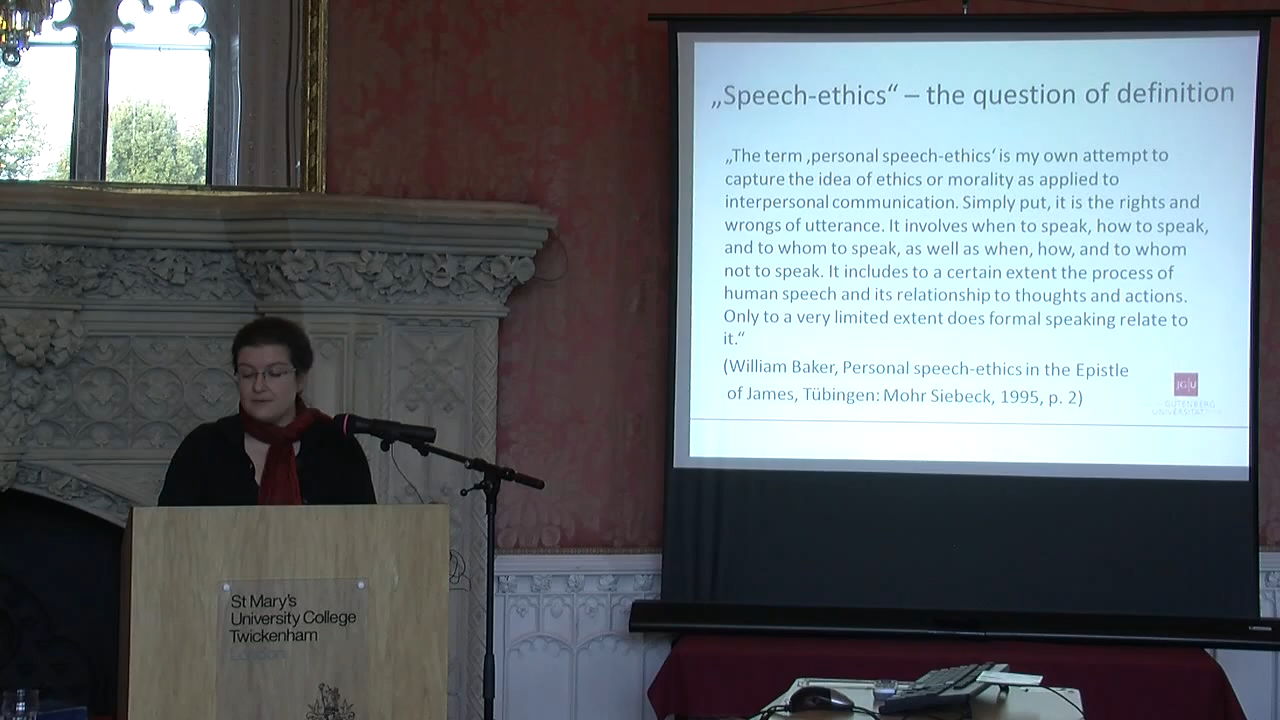 „Speech-ethics“ – the question of definition
„The term ‚personal speech-ethics‘ is my own attempt to
capture the idea of ethics or morality as applied to
interpersonal communication. Simply put, it is the rights and
wrongs of utterance. It involves when to speak, how to speak,
and to whom to speak, as well as when, how, and to whom
not to speak. It includes to a certain extent the process of
human speech and its relationship to thoughts and actions.
Only to a very limited extent does formal speaking relate to
it.“
(William Baker, Personal speech-ethics in the Epistle
of James, Tübingen: Mohr Siebeck, 1995, p. 2)
JG|U
GUTENBERG
UNIVERSITÄT
St Mary's
University College
Twickenham
London